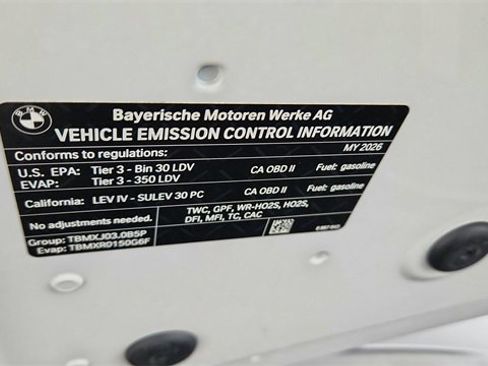 BMW
Bayerische Motoren Werke AG
VEHICLE EMISSION CONTROL INFORMATION
Conforms to regulations: MY 2026
U.S. EPA: Tier 3 - Bin 30 LDV CA OBD II Fuel: gasoline
EVAP: Tier 3 - 350 LDV
California: LEV IV - SULEV 30 PC CA OBD II Fuel: gasoline
No adjustments needed. TWC, GPF, WR-HO2S, HO2S,
DFI, MFI, TC, CAC
Group: TBMXJ03.0B5P
Evap: TBMXR0150G6F